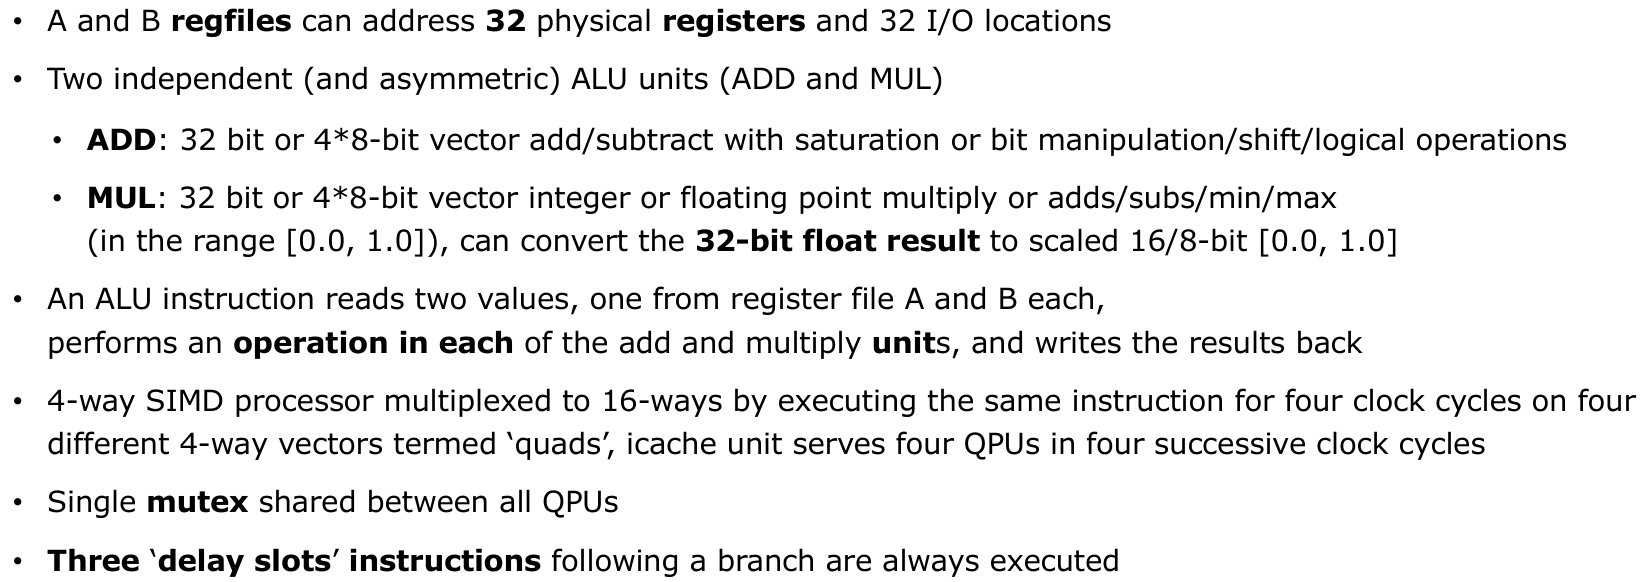 • A and B regfiles can address 32 physical registers and 32 I/O locations
• Two independent (and asymmetric) ALU units (ADD and MUL)
• ADD: 32 bit or 4*8-bit vector add/subtract with saturation or bit manipulation/shift/logical operations
• MUL: 32 bit or 4*8-bit vector integer or floating point multiply or adds/subs/min/max
(in the range [0.0, 1.0]), can convert the 32-bit float result to scaled 16/8-bit [0.0, 1.0]
• An ALU instruction reads two values, one from register file A and B each,
performs an operation in each of the add and multiply units, and writes the results back
• 4-way SIMD processor multiplexed to 16-ways by executing the same instruction for four clock cycles on four
different 4-way vectors termed ‘quads’, icache unit serves four QPUs in four successive clock cycles
• Single mutex shared between all QPUs
• Three ‘delay slots’ instructions following a branch are always executed